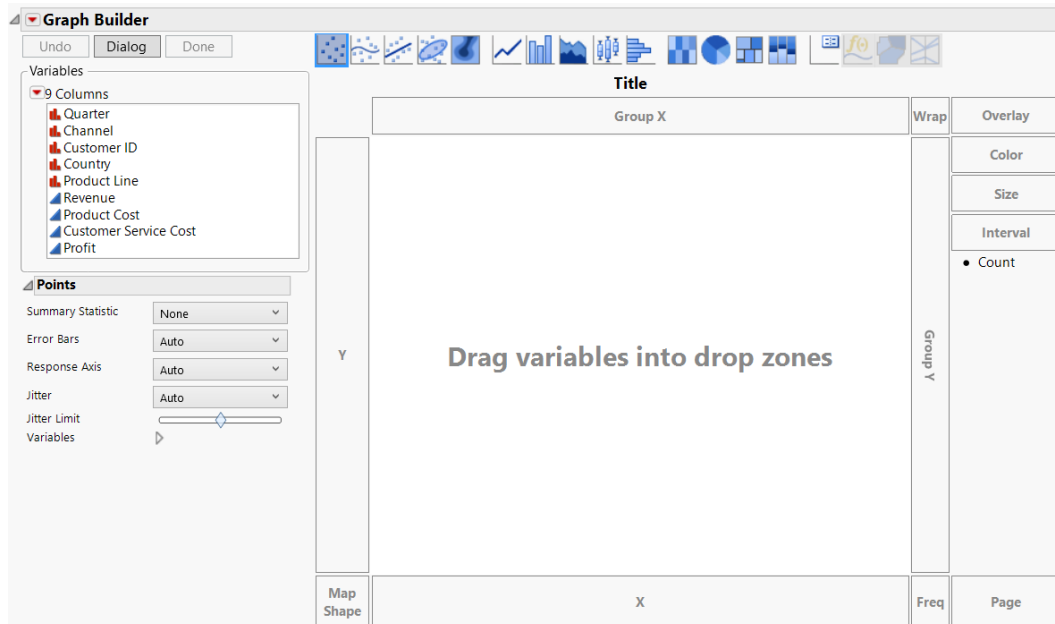 Graph Builder
Undo Dialog Done
Variables
9 Columns
Quarter
Channel
Customer ID
Country
Product Line
Revenue
Product Cost
Customer Service Cost
Profit
Points
Summary Statistic None
Error Bars Auto
Response Axis Auto
Jitter Auto
Jitter Limit
Variables
Title
Group X
Wrap
Overlay
Color
Size
Interval
Count
Y
Drag variables into drop zones
Group Y
Map
Shape
X
Freq
Page